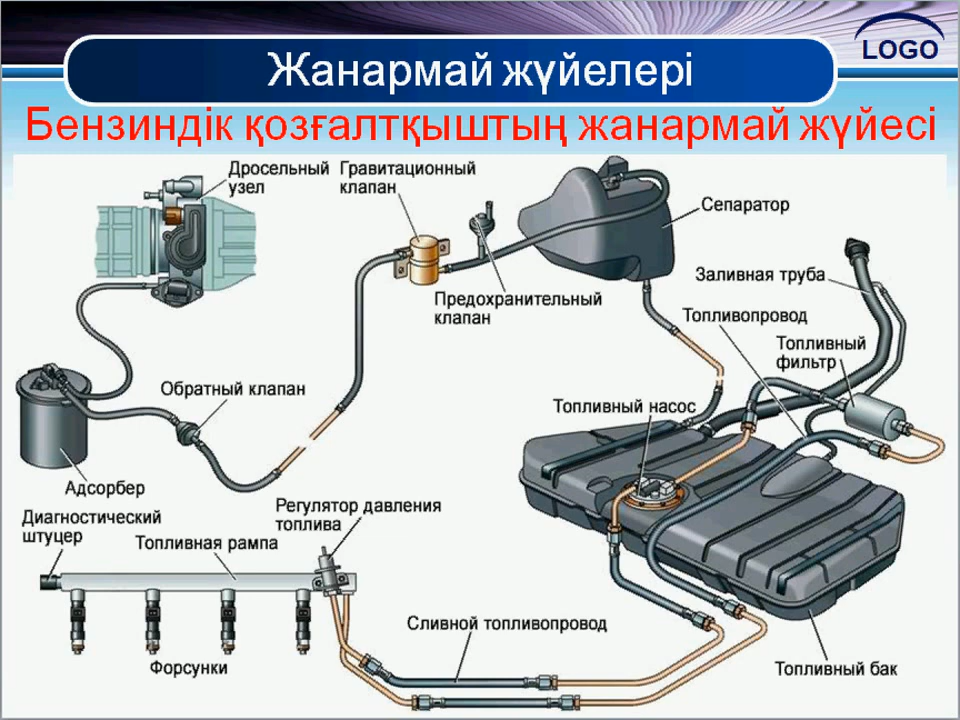 LOGO
Жанармай жүйелері
Бензиндік қозғалтқыштың жанармай жүйесі
Дросельный
узел
Гравитационный
клапан
Сепаратор
Заливная труба
Предохранительный
клапан
Топливопровод
Топливный
фильтр
Обратный клапан
Топливный насос
Адсорбер
Регулятор давления
топлива
Диагностический
штуцер
Топливная рампа
Сливной топливопровод
Форсунки
Топливный бак